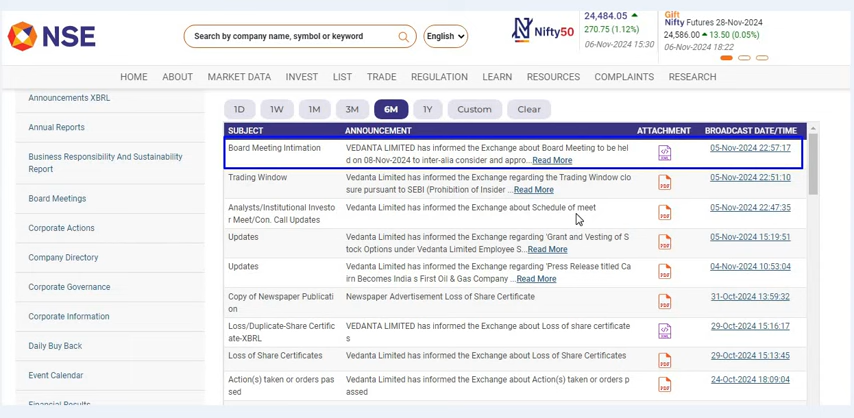 NSE
Search by company name, symbol or keyword
English
Nifty50
24,484.05
270.75 (1.12%)
06-Nov-2024 15:30
Gift
Nifty Futures 28-Nov-2024
24,586.00 13.50 (0.05%)
06-Nov-2024 18:22
HOME ABOUT MARKET DATA INVEST LIST TRADE REGULATION LEARN RESOURCES COMPLAINTS RESEARCH
Announcements XBRL
Annual Reports
Business Responsibility And Sustainability
Report
Board Meetings
Corporate Actions
Company Directory
Corporate Governance
Corporate Information
Daily Buy Back
Event Calendar
Financial Results
1D 1W 1M 3M 6M 1Y Custom Clear
SUBJECT ANNOUNCEMENT ATTACHMENT BROADCAST DATE/TIME
Board Meeting Intimation VEDANTA LIMITED has informed the Exchange about Board Meeting to be hel 05-Nov-2024 22:57:17
d on 08-Nov-2024 to inter-alia consider and appro...Read More
Trading Window Vedanta Limited has informed the Exchange regarding the Trading Window clo PDF 05-Nov-2024 22:51:10
sure pursuant to SEBI (Prohibition of Insider ...Read More
Analysts/Institutional Investo Vedanta Limited has informed the Exchange about Schedule of meet PDF 05-Nov-2024 22:47:35
r Meet/Con. Call Updates
Updates Vedanta Limited has informed the Exchange regarding 'Grant and Vesting of S PDF 05-Nov-2024 15:19:51
tock Options under Vedanta Limited Employee S...Read More
Updates Vedanta Limited has informed the Exchange regarding 'Press Release titled Ca PDF 04-Nov-2024 10:53:04
irn Becomes India s First Oil & Gas Company ...Read More
Copy of Newspaper Publicati Newspaper Advertisement Loss of Share Certificate PDF 31-Oct-2024 13:59:32
on
Loss/Duplicate-Share Certific VEDANTA LIMITED has informed the Exchange about Loss of share certificate 29-Oct-2024 15:16:17
ate-XBRL s
Loss of Share Certificates Vedanta Limited has informed the Exchange about Loss of Share Certificates PDF 29-Oct-2024 15:13:45
Action(s) taken or orders pas Vedanta Limited has informed the Exchange about Action(s) taken or orders p PDF 24-Oct-2024 18:09:04
sed assed